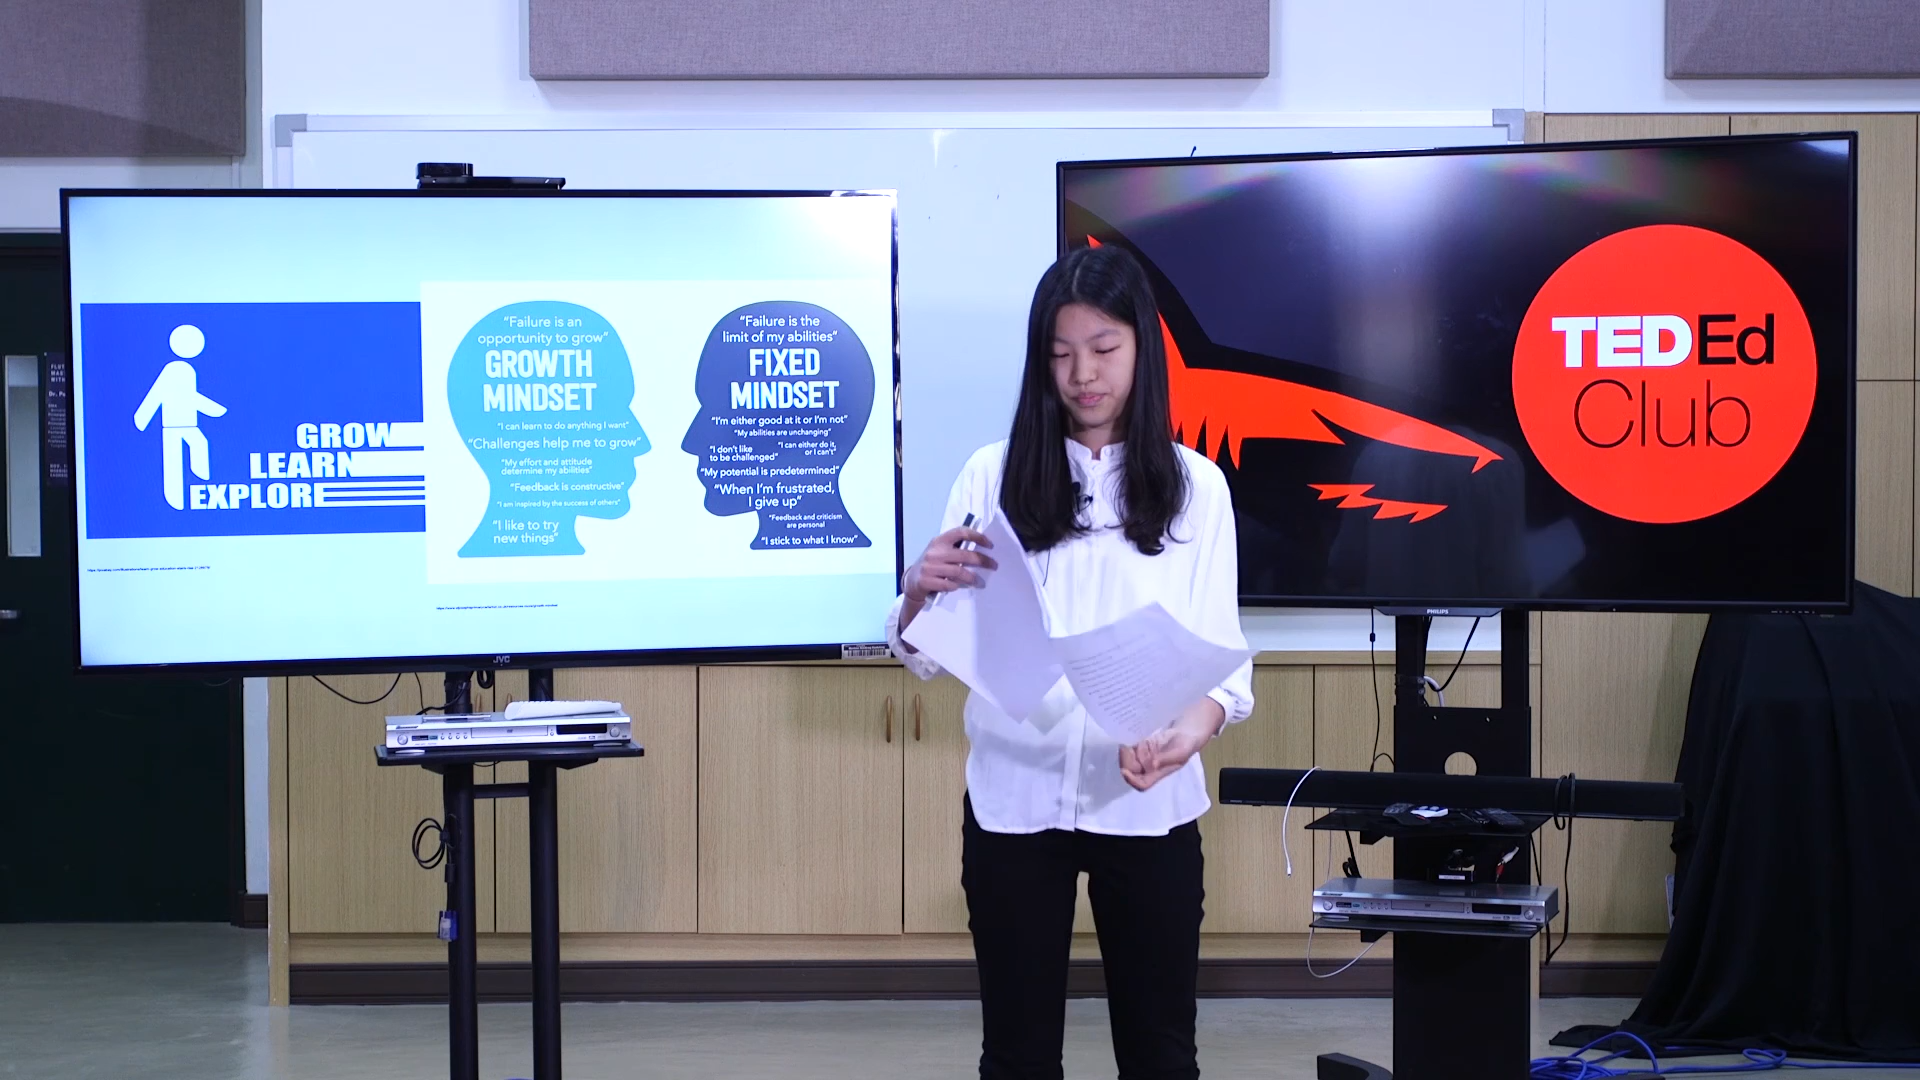 GROW
LEARN
EXPLORE
"Failure is an
opportunity to grow"
GROWTH
MINDSET
"I can learn to do anything I want"
"Challenges help me to grow"
"My effort and attitude
determine my abilities"
"Feedback is constructive"
"I am inspired by the success of others"
"I like to try
new things"
"Failure is the
limit of my abilities"
FIXED
MINDSET
"I'm either good at it or I'm not"
"My abilities are unchanging"
"I don't like
to be challenged"
"I can either do it,
or I can't"
"My potential is predetermined"
"When I'm frustrated,
I give up"
"Feedback and criticism
are personal
"I stick to what I know"
JVC
TEDEd
Club
PHILIPS